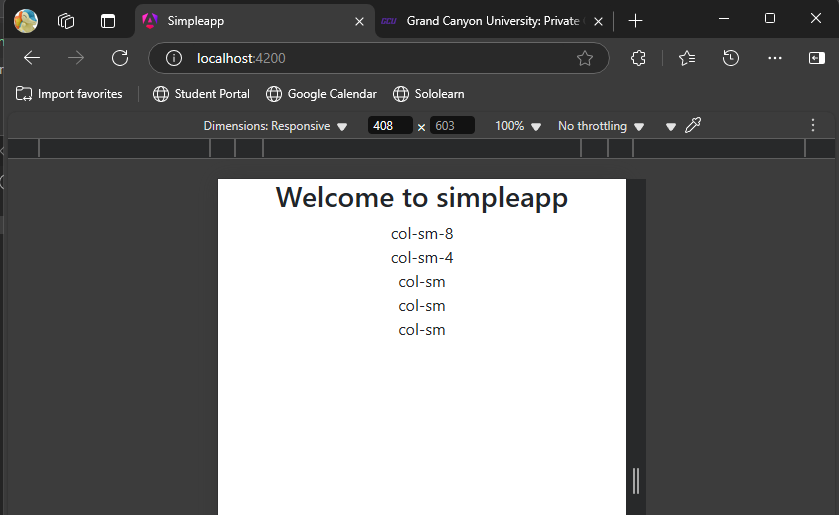 Simpleapp
GCU Grand Canyon University: Private
localhost:4200
Import favorites
Student Portal
Google Calendar
Sololearn
Dimensions: Responsive 408 x 603 100% No throttling
Welcome to simpleapp
col-sm-8
col-sm-4
col-sm
col-sm
col-sm